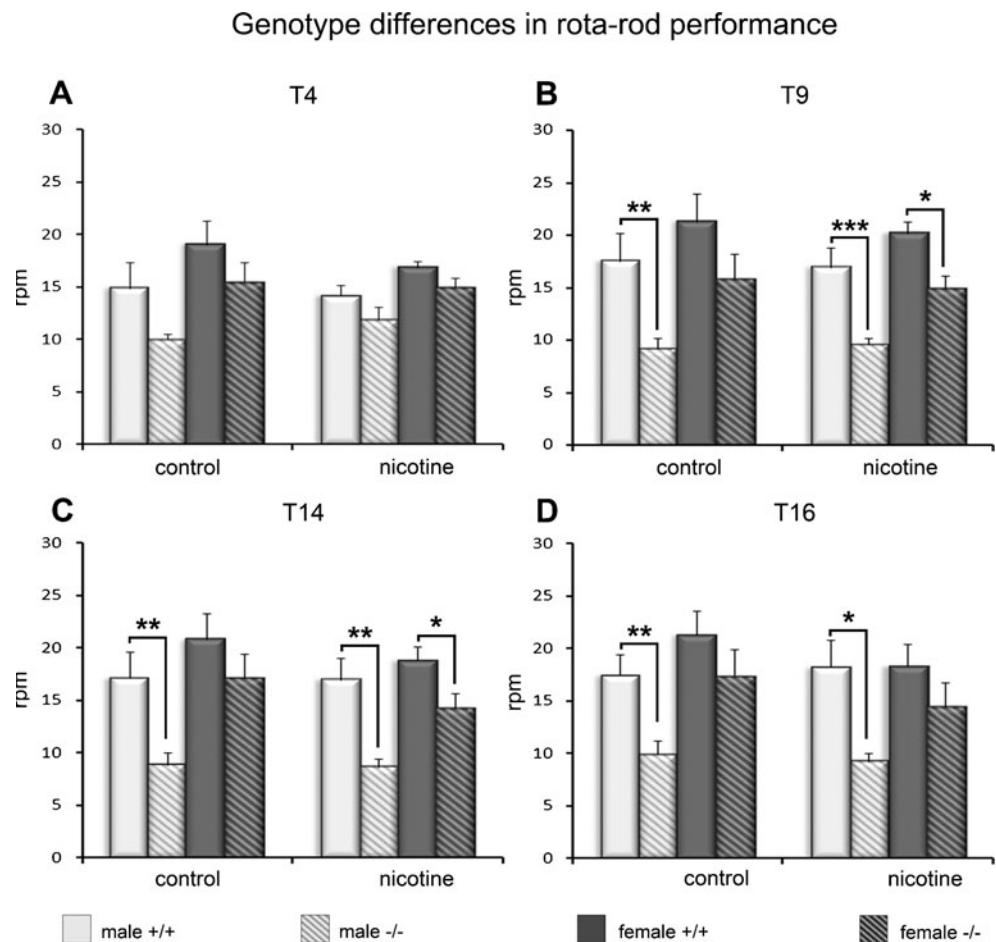 Genotype differences in rota-rod performance
A
T4
30
25
20
15
10
5
0
rpm
control
nicotine
B
T9
30
25
20
15
10
5
0
rpm
**
***
*
control
nicotine
C
T14
30
25
20
15
10
5
0
rpm
**
**
*
control
nicotine
D
T16
30
25
20
15
10
5
0
rpm
**
*
control
nicotine
male +/+
male -/-
female +/+
female -/-